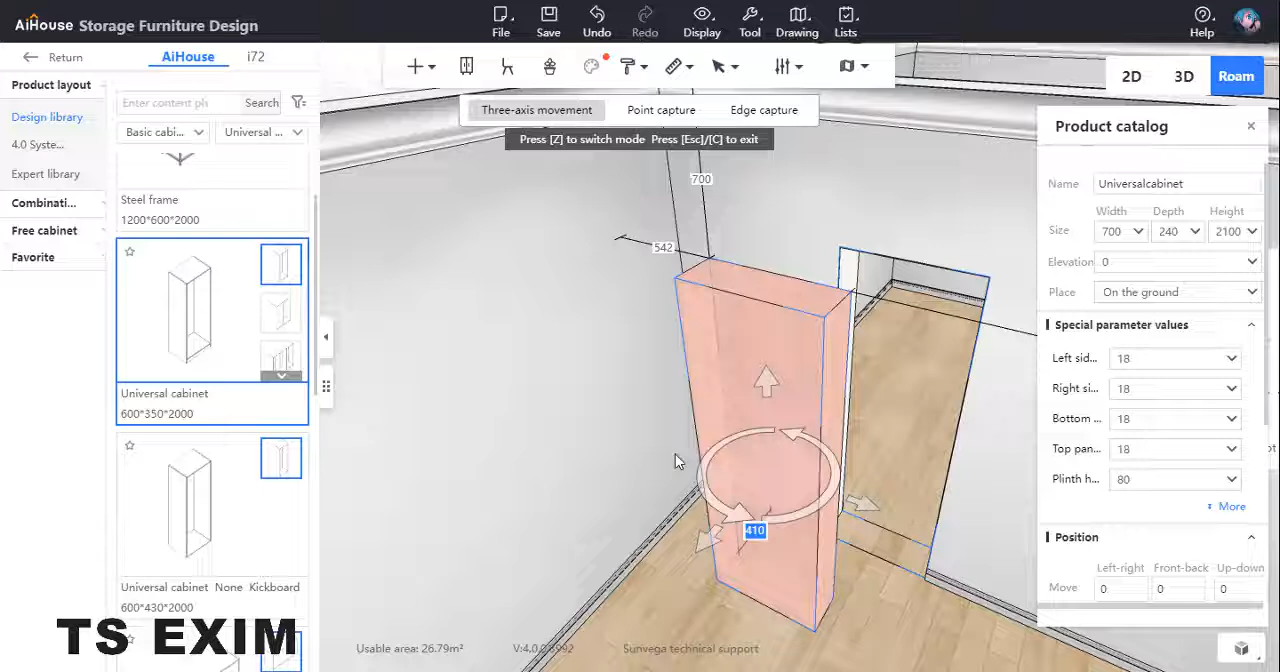 AiHouse Storage Furniture Design
File
Save
Undo
Redo
Display
Tool
Drawing
Lists
Help
Return
AiHouse
i72
Product layout
Design library
4.0 Syste...
Expert library
Combinati...
Free cabinet
Favorite
Enter content pl
Search
Basic cabi...
Universal ...
Steel frame
1200*600*2000
Universal cabinet
600*350*2000
Universal cabinet None Kickboard
600*430*2000
2D
3D
Roam
Three-axis movement
Point capture
Edge capture
Press [Z] to switch mode Press [Esc]/[C] to exit
700
542
410
Product catalog
Name
Universalcabinet
Width
Depth
Height
Size
700
240
2100
Elevation
0
Place
On the ground
Special parameter values
Left sid...
18
Right si...
18
Bottom ...
18
Top pan...
18
Plinth h...
80
More
Position
Left-right
Front-back
Up-down
Move
0
0
0
TS EXIM
Usable area: 26.79m²
Sunvega technical support